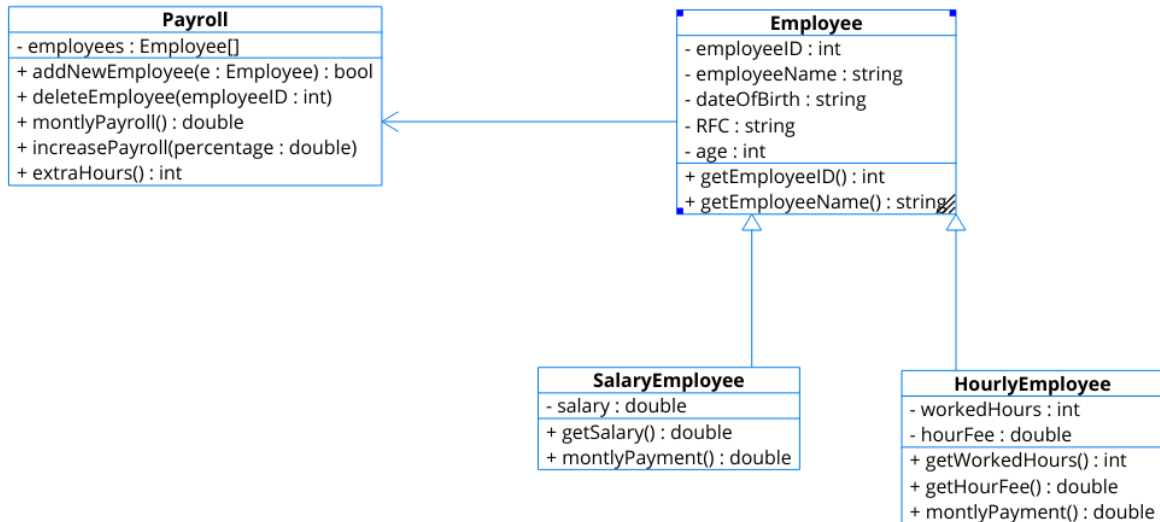 Payroll
- employees : Employee[]
+ addNewEmployee(e : Employee) : bool
+ deleteEmployee(employeeID : int)
+ montlyPayroll() : double
+ increasePayroll(percentage : double)
+ extraHours() : int
Employee
- employeeID : int
- employeeName : string
- dateOfBirth : string
- RFC : string
- age : int
+ getEmployeeID() : int
+ getEmployeeName() : string
SalaryEmployee
- salary : double
+ getSalary() : double
+ montlyPayment() : double
HourlyEmployee
- workedHours : int
- hourFee : double
+ getWorkedHours() : int
+ getHourFee() : double
+ montlyPayment() : double